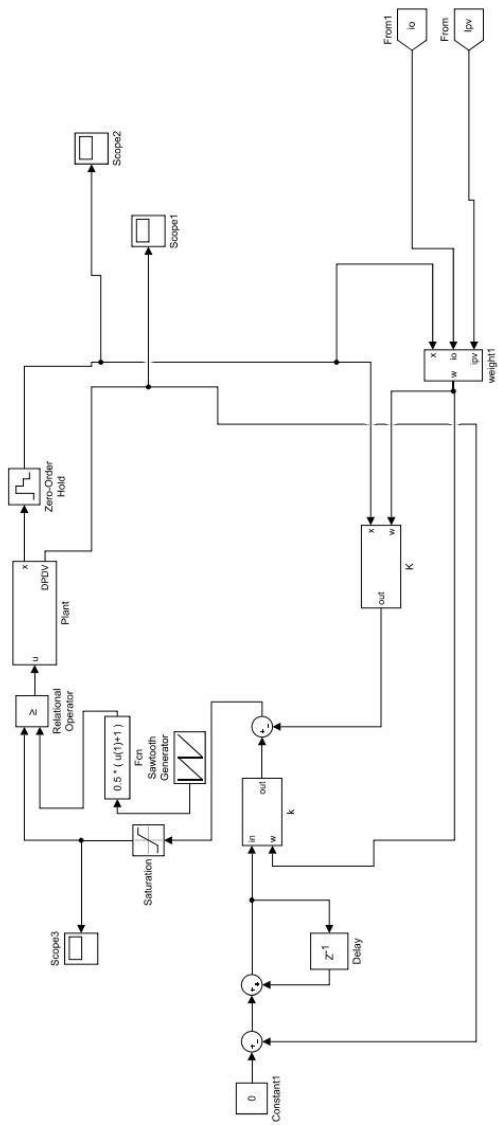 Scope2
Scope1
Scope3
Zero-Order
Hold
x
DPDV
u
Plant
≥
Relational
Operator
0.5 * ( u(1)+1 )
Fcn
Sawtooth
Generator
Saturation
From1
io
From
Ipv
x
io
ipv
w
weight1
x
w
out
K
in
w
out
k
+
-
+
+
+
-
z-1
Delay
0
Constant1